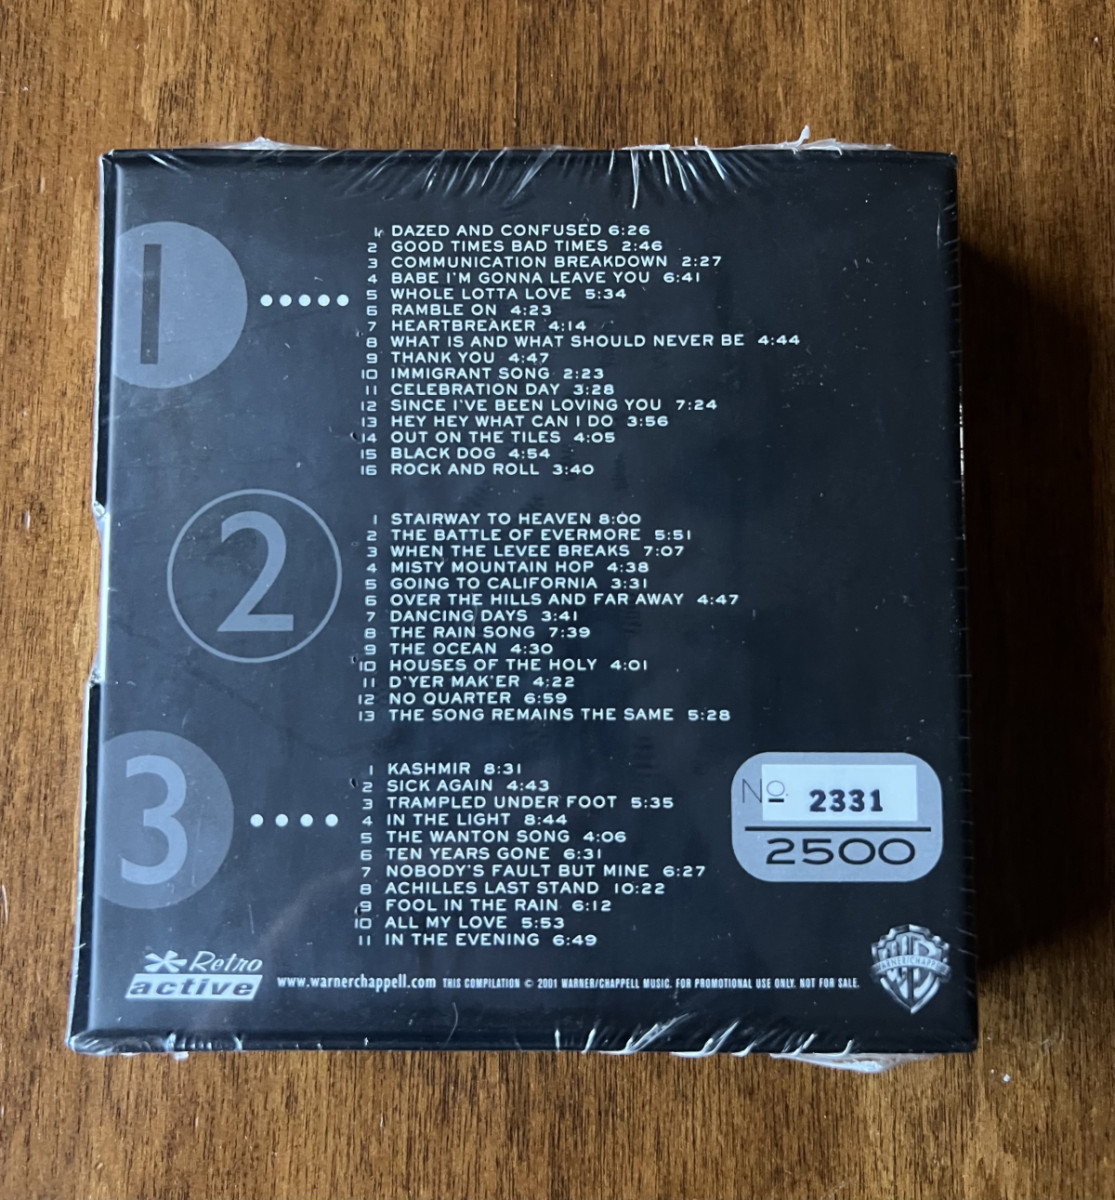 1
1 DAZED AND CONFUSED 6:26
2 GOOD TIMES BAD TIMES 2:46
3 COMMUNICATION BREAKDOWN 2:27
4 BABE I'M GONNA LEAVE YOU 6:41
5 WHOLE LOTTA LOVE 5:34
6 RAMBLE ON 4:23
7 HEARTBREAKER 4:14
8 WHAT IS AND WHAT SHOULD NEVER BE 4:44
9 THANK YOU 4:47
10 IMMIGRANT SONG 2:23
11 CELEBRATION DAY 3:28
12 SINCE I'VE BEEN LOVING YOU 7:24
13 HEY HEY WHAT CAN I DO 3:56
14 OUT ON THE TILES 4:05
15 BLACK DOG 4:54
16 ROCK AND ROLL 3:40
2
1 STAIRWAY TO HEAVEN 8:00
2 THE BATTLE OF EVERMORE 5:51
3 WHEN THE LEVEE BREAKS 7:07
4 MISTY MOUNTAIN HOP 4:38
5 GOING TO CALIFORNIA 3:31
6 OVER THE HILLS AND FAR AWAY 4:47
7 DANCING DAYS 3:41
8 THE RAIN SONG 7:39
9 THE OCEAN 4:30
10 HOUSES OF THE HOLY 4:01
11 D'YER MAK'ER 4:22
12 NO QUARTER 6:59
13 THE SONG REMAINS THE SAME 5:28
3
1 KASHMIR 8:31
2 SICK AGAIN 4:43
3 TRAMPLED UNDER FOOT 5:35
4 IN THE LIGHT 8:44
5 THE WANTON SONG 4:06
6 TEN YEARS GONE 6:31
7 NOBODY'S FAULT BUT MINE 6:27
8 ACHILLES LAST STAND 10:22
9 FOOL IN THE RAIN 6:12
10 ALL MY LOVE 5:53
11 IN THE EVENING 6:49
No. 2331
2500
Retro
active
www.warnerchappell.com THIS COMPILATION © 2001 WARNER/CHAPPELL MUSIC. FOR PROMOTIONAL USE ONLY. NOT FOR SALE.
WARNER/CHAPPELL